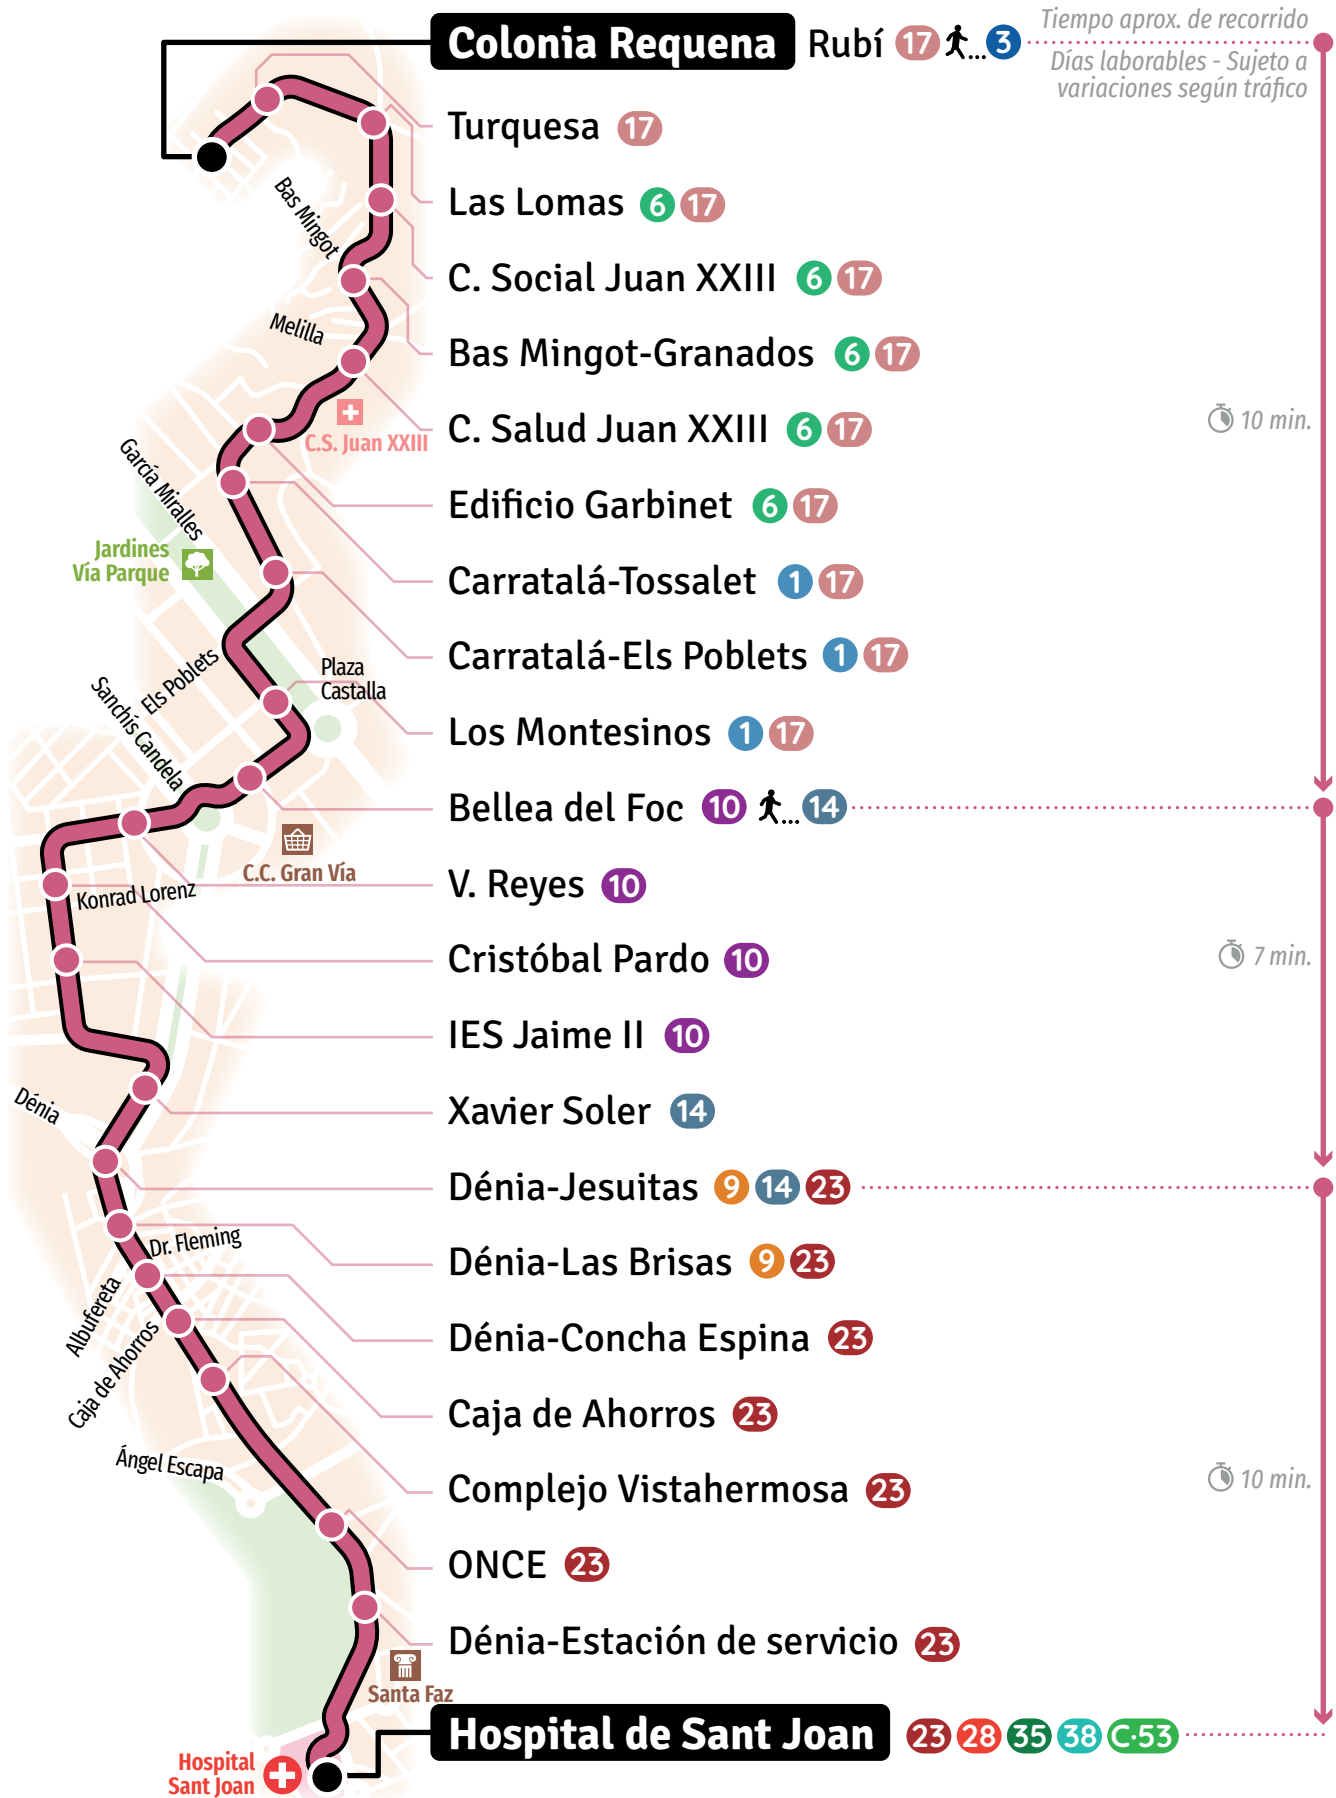 Colonia Requena Rubí 17 ... 3
Tiempo aprox. de recorrido
Días laborables - Sujeto a
variaciones según tráfico
Turquesa 17
Las Lomas 6 17
C. Social Juan XXIII 6 17
Bas Mingot-Granados 6 17
C. Salud Juan XXIII 6 17
10 min.
Edificio Garbinet 6 17
Carratalá-Tossalet 1 17
Carratalá-Els Poblets 1 17
Los Montesinos 1 17
Bellea del Foc 10 ... 14
V. Reyes 10
Cristóbal Pardo 10
7 min.
IES Jaime II 10
Xavier Soler 14
Dénia-Jesuitas 9 14 23
Dénia-Las Brisas 9 23
Dénia-Concha Espina 23
Caja de Ahorros 23
Complejo Vistahermosa 23
10 min.
ONCE 23
Dénia-Estación de servicio 23
Hospital de Sant Joan 23 28 35 38 C-53
Bas Mingot
Melilla
C.S. Juan XXIII
García Miralles
Jardines
Vía Parque
Els Poblets
Plaza
Castalla
Sanchís Candela
C.C. Gran Vía
Konrad Lorenz
Dénia
Dr. Fleming
Albufereta
Caja de Ahorros
Ángel Escapa
Santa Faz
Hospital
Sant Joan